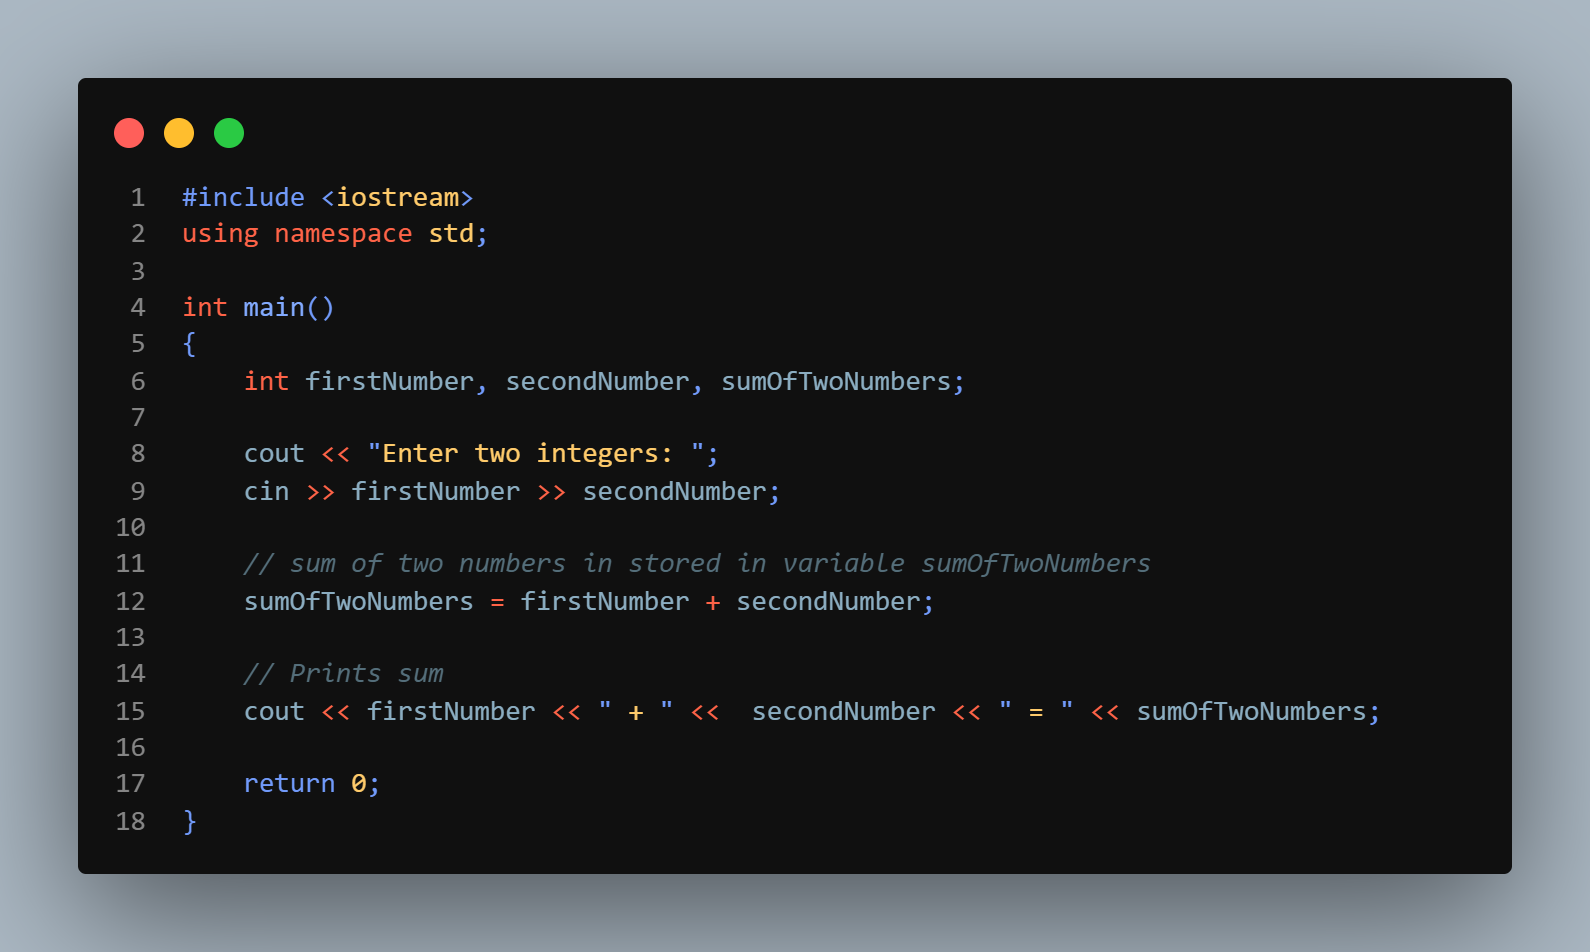 1 #include <iostream>
2 using namespace std;
3
4 int main()
5 {
6     int firstNumber, secondNumber, sumOfTwoNumbers;
7
8     cout << "Enter two integers: ";
9     cin >> firstNumber >> secondNumber;
10
11     // sum of two numbers in stored in variable sumOfTwoNumbers
12     sumOfTwoNumbers = firstNumber + secondNumber;
13
14     // Prints sum
15     cout << firstNumber << " + " <<  secondNumber << " = " << sumOfTwoNumbers;
16
17     return 0;
18 }